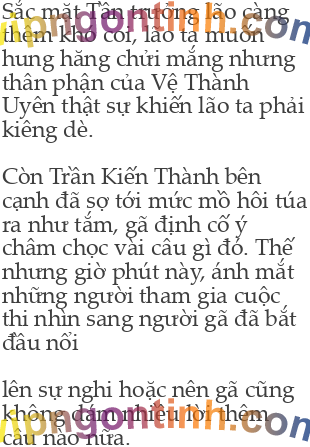 Sắc mặt Tần trưởng lão càng
thêm khó coi, lão ta muốn
hung hăng chửi mắng nhưng
thân phận của Vệ Thành
Uyên thật sự khiến lão ta phải
kiêng dè.
Còn Trần Kiến Thành bên
cạnh đã sợ tới mức mồ hôi túa
ra như tắm, gã định cố ý
châm chọc vài câu gì đó. Thế
nhưng giờ phút này, ánh mắt
những người tham gia cuộc
thi nhìn sang người gã đã bắt
đầu nổi
lên sự nghi hoặc nên gã cũng
không dám nhiều lời thêm
câu nào nữa.